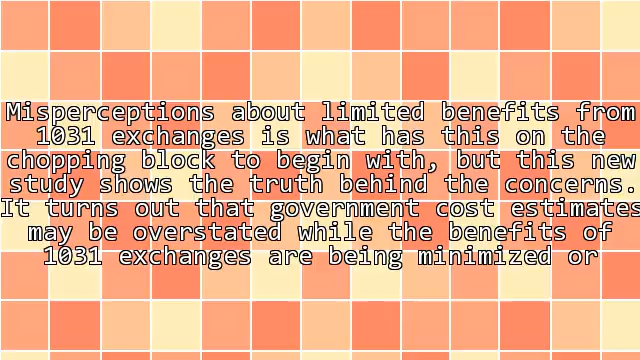 Misperceptions about limited benefits from
1031 exchanges is what has this on the
chopping block to begin with, but this new
study shows the truth behind the concerns.
It turns out that government cost estimates
may be overstated while the benefits of
1031 exchanges are being minimized or